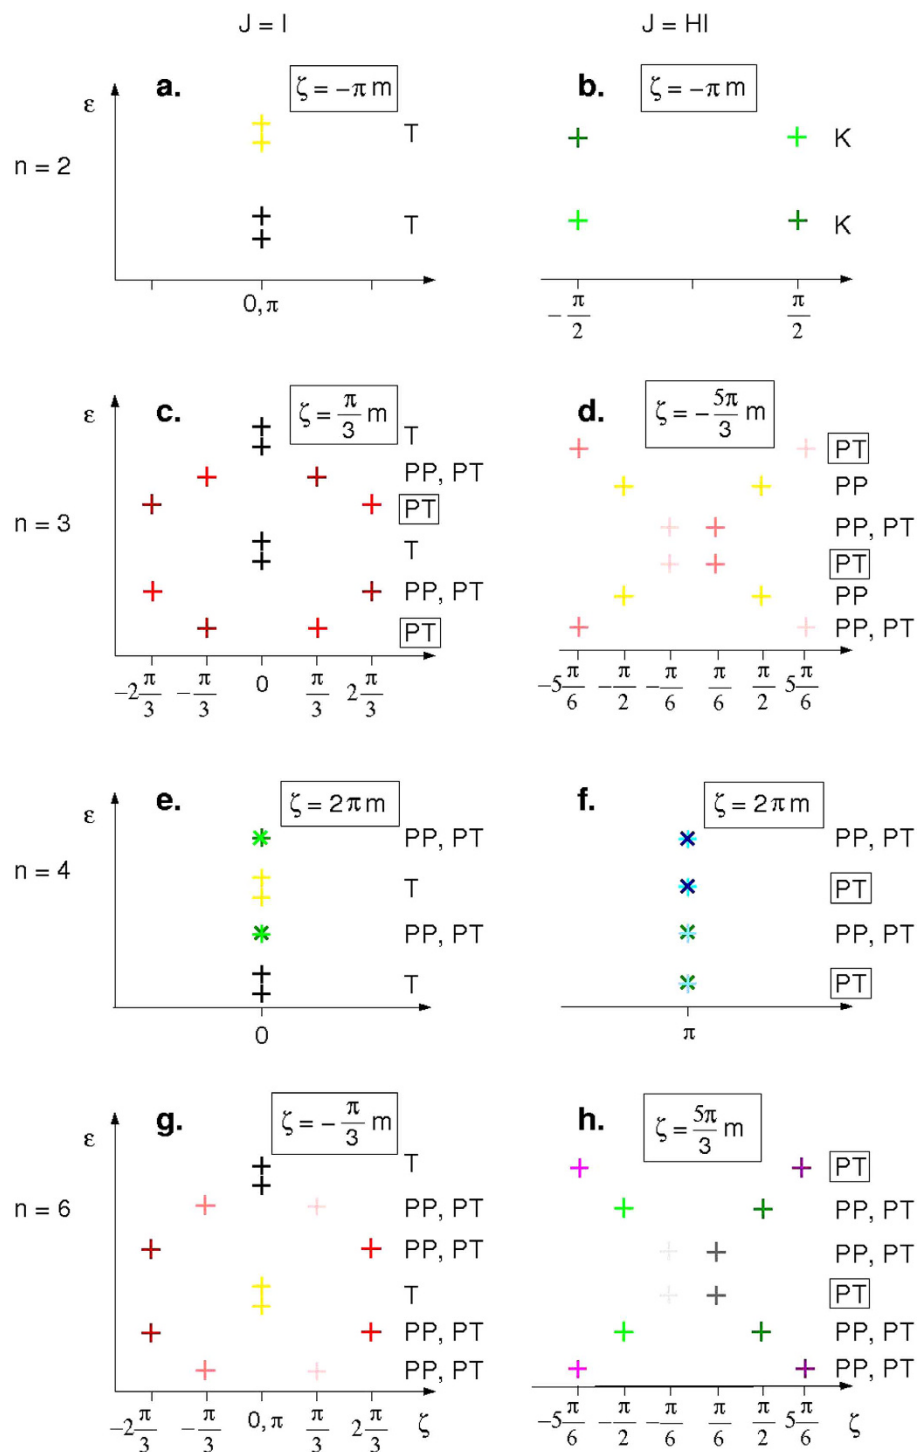 J = I
J = HI
a.
ζ = −π m
ε
n = 2
T
T
0, π
b.
ζ = −π m
K
K
−π/2
π/2
c.
ζ = π/3 m
ε
n = 3
T
PP, PT
PT
T
PP, PT
PT
−2π/3
−π/3
0
π/3
2π/3
d.
ζ = −5π/3 m
PT
PP
PP, PT
PT
PP
PP, PT
−5π/6
−π/2
−π/6
π/6
π/2
5π/6
e.
ζ = 2π m
ε
n = 4
PP, PT
T
PP, PT
T
0
f.
ζ = 2π m
PP, PT
PT
PP, PT
PT
π
g.
ζ = −π/3 m
ε
n = 6
T
PP, PT
PP, PT
T
PP, PT
PP, PT
−2π/3
−π/3
0, π
π/3
2π/3
ζ
h.
ζ = 5π/3 m
PT
PP, PT
PP, PT
PT
PP, PT
PP, PT
−5π/6
−π/2
−π/6
π/6
π/2
5π/6
ζ